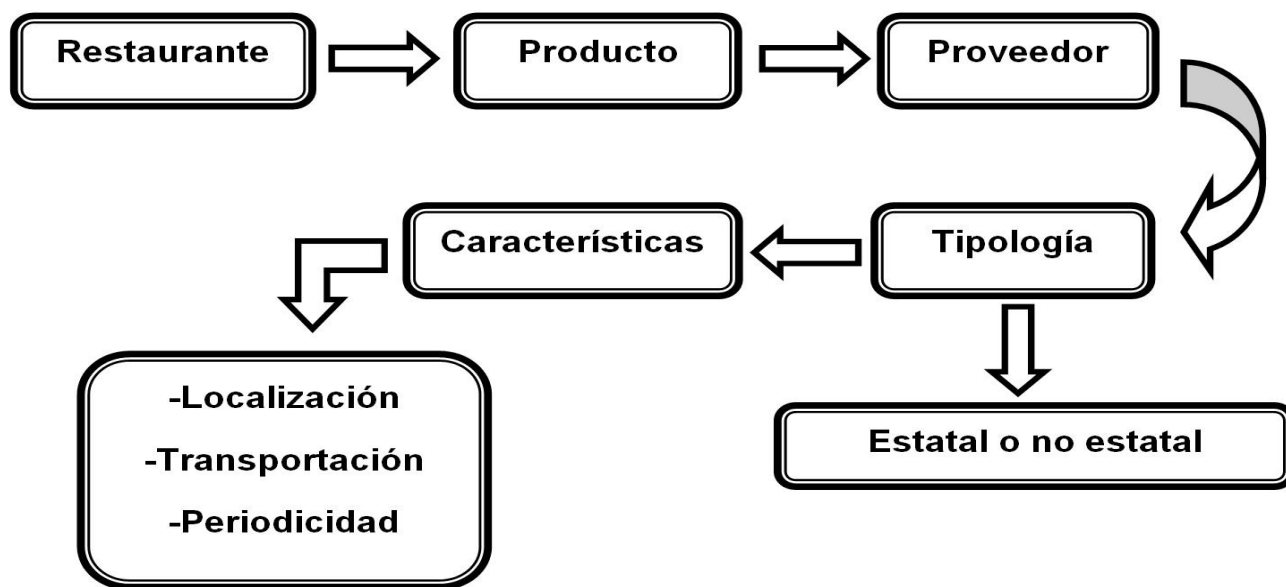 Restaurante
Producto
Proveedor
Tipología
Características
-Localización
-Transportación
-Periodicidad
Estatal o no estatal